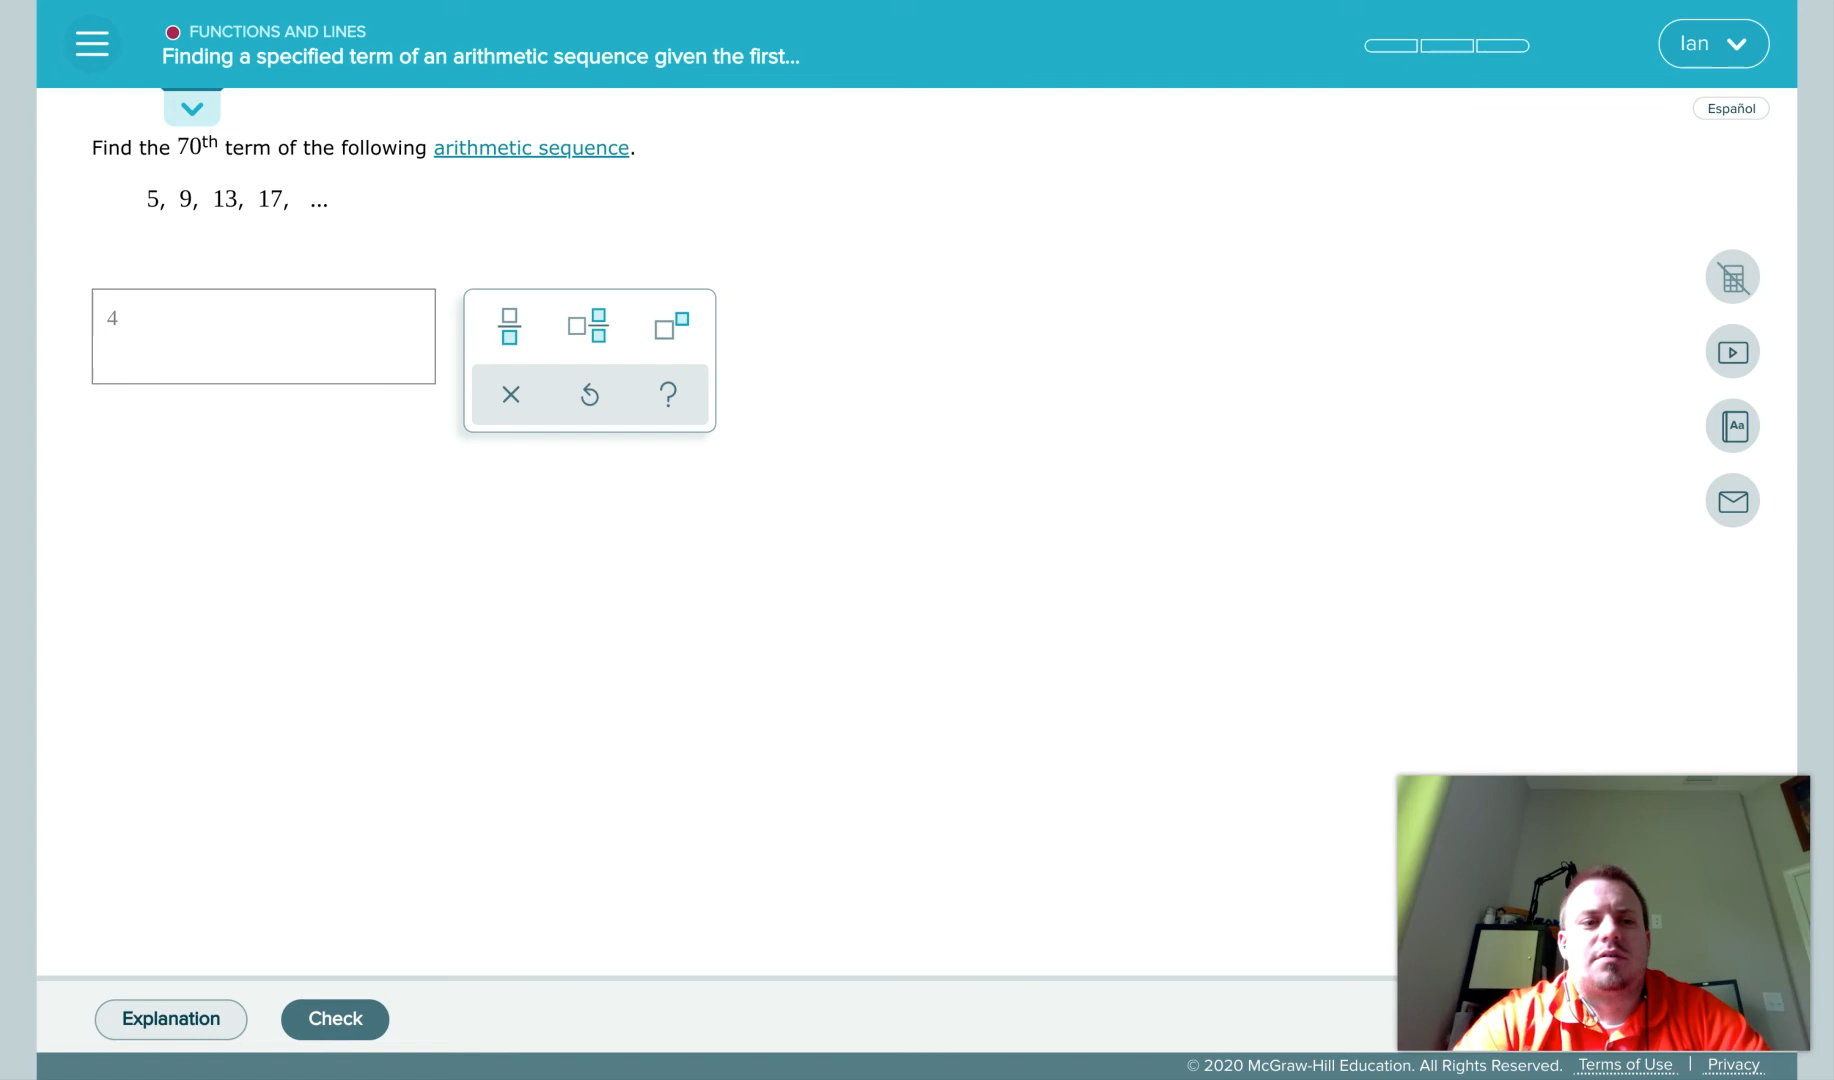 FUNCTIONS AND LINES
Finding a specified term of an arithmetic sequence given the first...
Ian
Español
Find the 70th term of the following arithmetic sequence.
5, 9, 13, 17, ...
4
?
Aa
Explanation
Check
© 2020 McGraw-Hill Education. All Rights Reserved. Terms of Use | Privacy